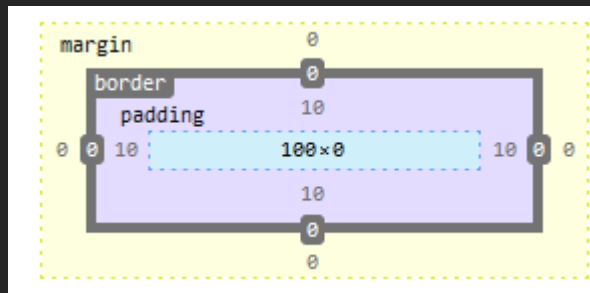 margin 0
border 0
padding 10
0 0 10 100×0 10 0 0
10
0
0